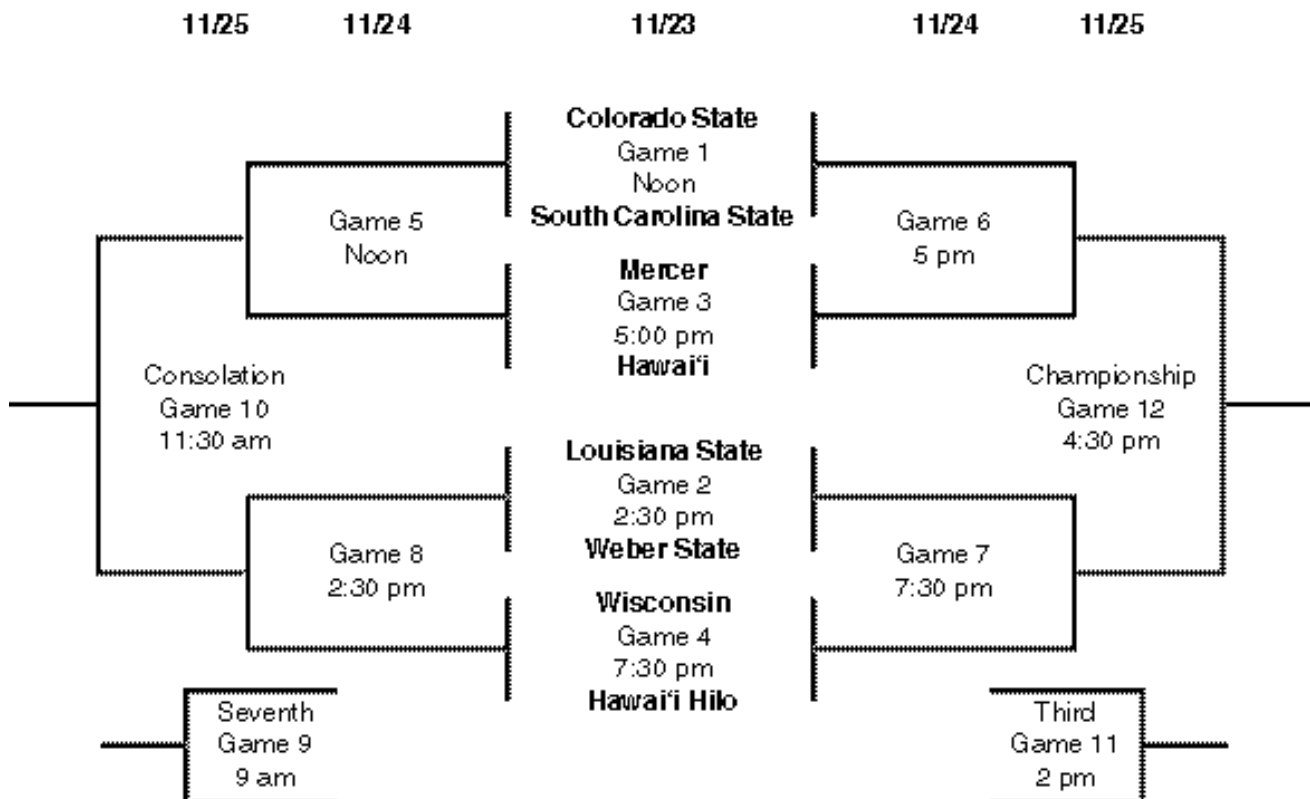 11/25 11/24 11/23 11/24 11/25
Colorado State
Game 1
Noon
South Carolina State
Game 5
Noon
Game 6
5 pm
Mercer
Game 3
5:00 pm
Hawai‘i
Consolation
Game 10
11:30 am
Championship
Game 12
4:30 pm
Louisiana State
Game 2
2:30 pm
Weber State
Game 8
2:30 pm
Game 7
7:30 pm
Wisconsin
Game 4
7:30 pm
Hawai‘i Hilo
Seventh
Game 9
9 am
Third
Game 11
2 pm